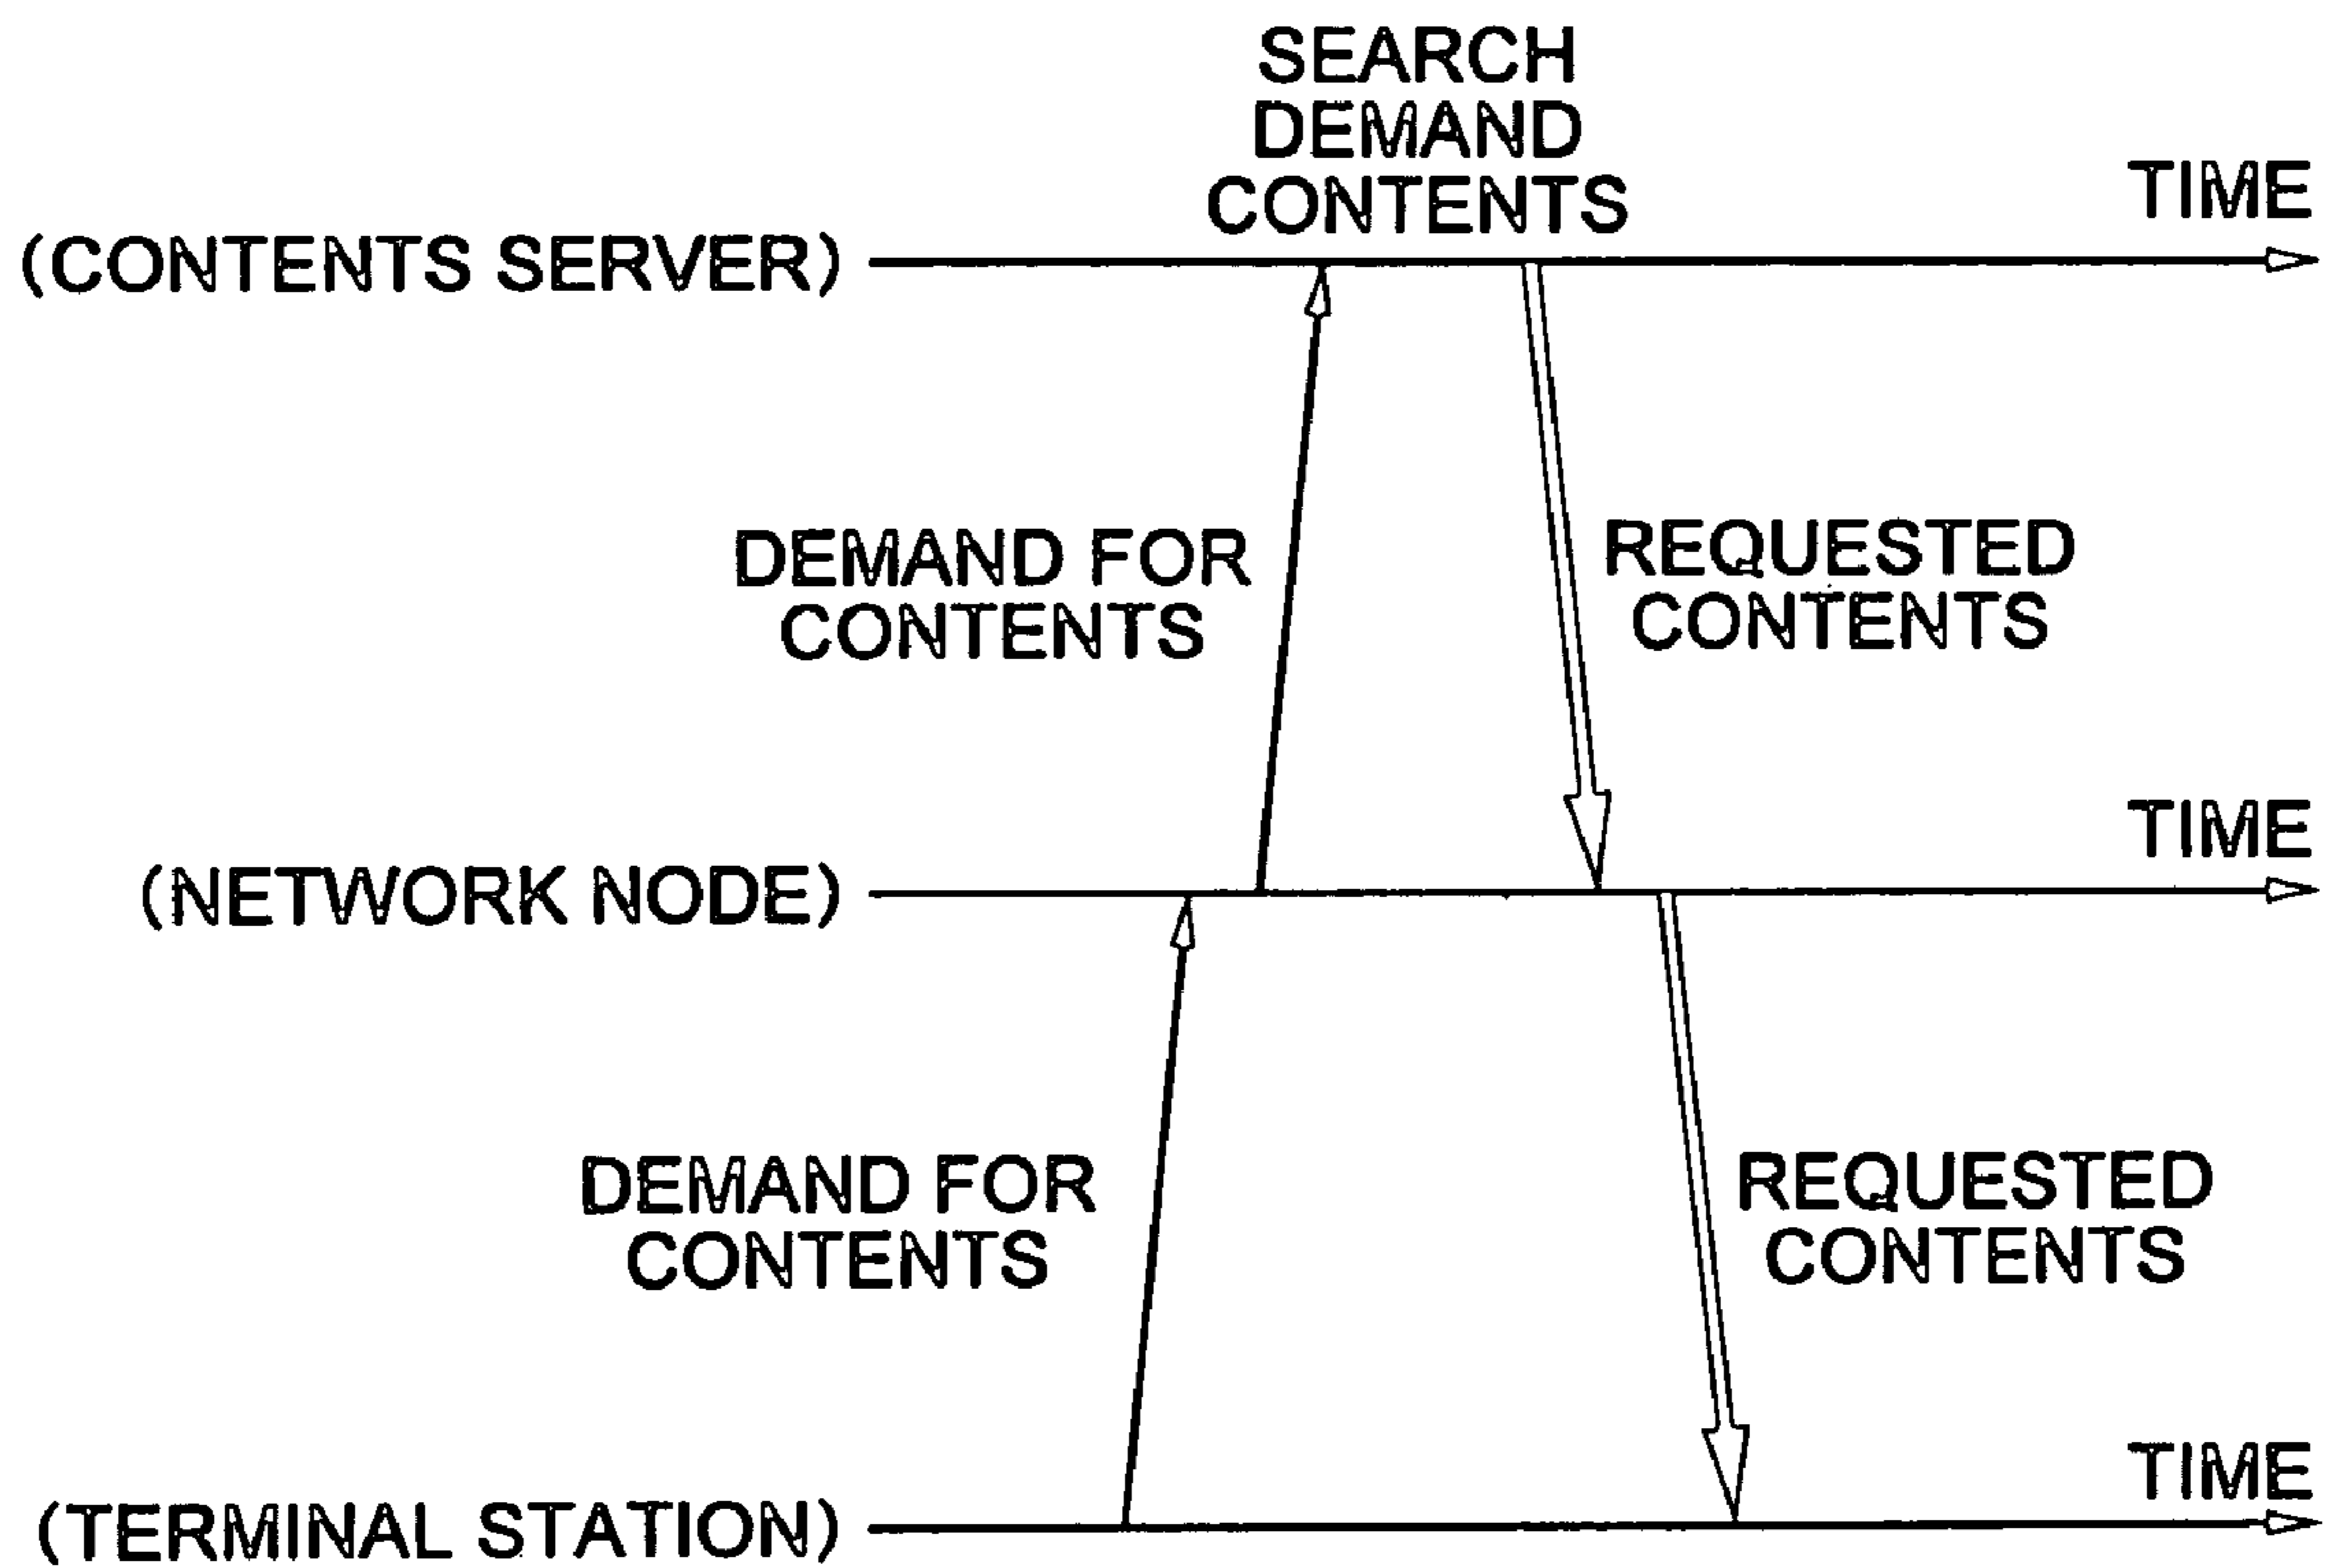 SEARCH
DEMAND
CONTENTS
TIME
(CONTENTS SERVER)
DEMAND FOR
CONTENTS
REQUESTED
CONTENTS
TIME
(NETWORK NODE)
DEMAND FOR
CONTENTS
REQUESTED
CONTENTS
TIME
(TERMINAL STATION)